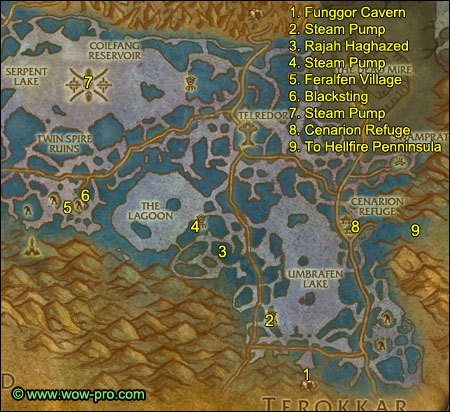 1. Funggor Cavern
2. Steam Pump
3. Rajah Haghazed
4. Steam Pump
5. Feralfen Village
6. Blacksting
7. Steam Pump
8. Cenarion Refuge
9. To Hellfire Penninsula
COILFANG
RESERVOIR
SERPENT
LAKE
7
TELREDOR
TWIN SPIRE
RUINS
6
5
THE
LAGOON
4
3
CENARION
REFUGE
8
9
UMBRAFEN
LAKE
2
1
TEROKKAR
© www.wow-pro.com